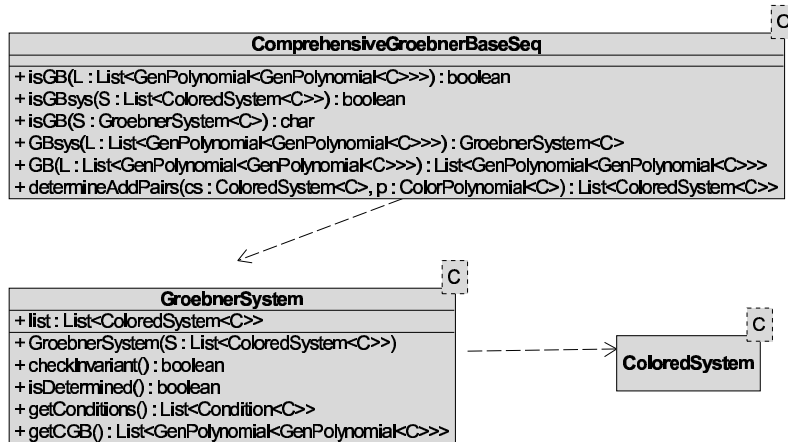 C
ComprehensiveGroebnerBaseSeq
+ isGB(L : List<GenPolynomial<GenPolynomial<C>>>) : boolean
+ isGBsys(S : List<ColoredSystem<C>>) : boolean
+ isGB(S : GroebnerSystem<C>) : char
+ GBsys(L : List<GenPolynomial<GenPolynomial<C>>>) : GroebnerSystem<C>
+ GB(L : List<GenPolynomial<GenPolynomial<C>>>) : List<GenPolynomial<GenPolynomial<C>>>
+ determineAddPairs(cs : ColoredSystem<C>, p : ColorPolynomial<C>) : List<ColoredSystem<C>>
C
GroebnerSystem
+ list : List<ColoredSystem<C>>
+ GroebnerSystem(S : List<ColoredSystem<C>>)
+ checkInvariant() : boolean
+ isDetermined() : boolean
+ getConditions() : List<Condition<C>>
+ getCGB() : List<GenPolynomial<GenPolynomial<C>>>
C
ColoredSystem